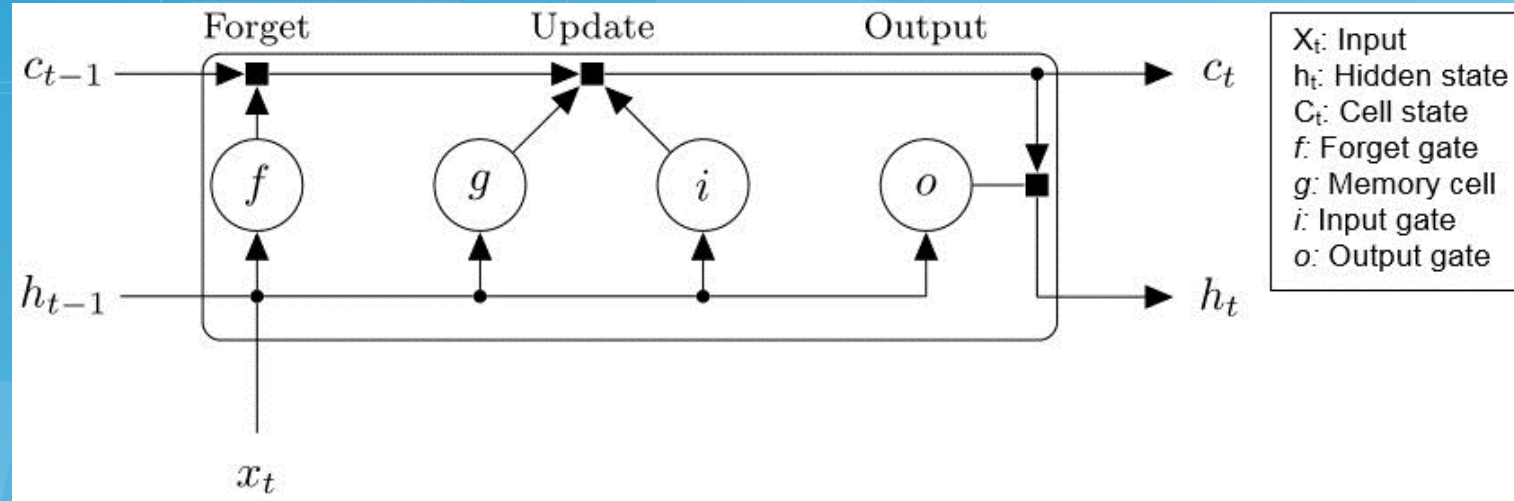 Forget Update Output
c_{t−1} c_t
f g i o
h_{t−1} h_t
x_t
X_t: Input
h_t: Hidden state
C_t: Cell state
f: Forget gate
g: Memory cell
i: Input gate
o: Output gate